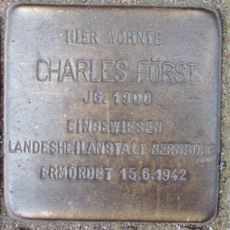 HIER WOHNTE
CHARLES FÖRST
JG. 1900
EINGEWIESEN
LANDESHEILANSTALT BERNBURG
ERMORDET 15.6.1942